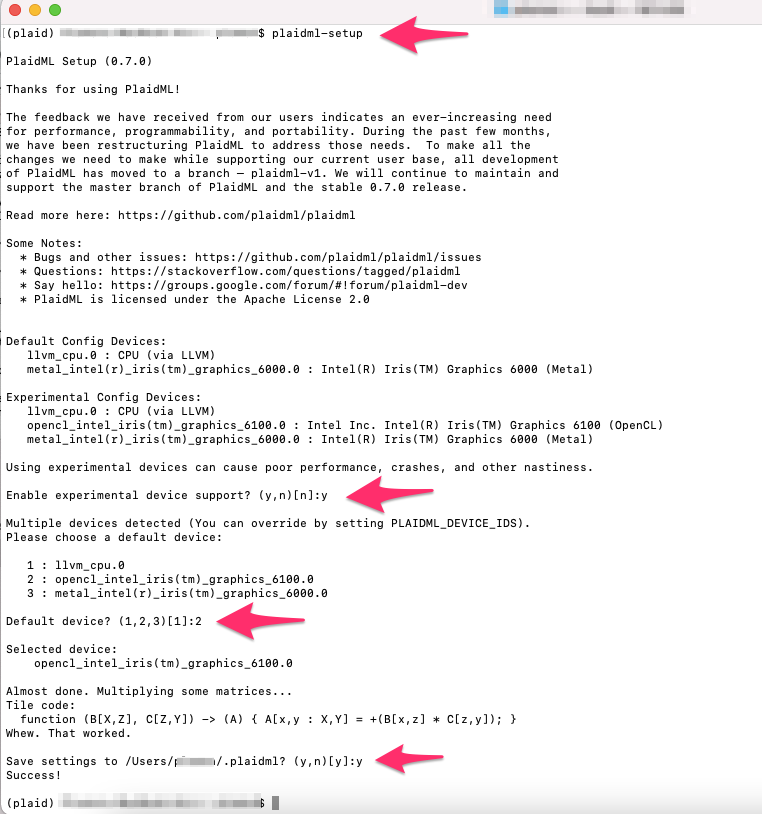 (plaid) $ plaidml-setup
PlaidML Setup (0.7.0)
Thanks for using PlaidML!
The feedback we have received from our users indicates an ever-increasing need
for performance, programmability, and portability. During the past few months,
we have been restructuring PlaidML to address those needs.  To make all the
changes we need to make while supporting our current user base, all development
of PlaidML has moved to a branch — plaidml-v1. We will continue to maintain and
support the master branch of PlaidML and the stable 0.7.0 release.
Read more here: https://github.com/plaidml/plaidml
Some Notes:
* Bugs and other issues: https://github.com/plaidml/plaidml/issues
* Questions: https://stackoverflow.com/questions/tagged/plaidml
* Say hello: https://groups.google.com/forum/#!forum/plaidml-dev
* PlaidML is licensed under the Apache License 2.0
Default Config Devices:
llvm_cpu.0 : CPU (via LLVM)
metal_intel(r)_iris(tm)_graphics_6000.0 : Intel(R) Iris(TM) Graphics 6000 (Metal)
Experimental Config Devices:
llvm_cpu.0 : CPU (via LLVM)
opencl_intel_iris(tm)_graphics_6100.0 : Intel Inc. Intel(R) Iris(TM) Graphics 6100 (OpenCL)
metal_intel(r)_iris(tm)_graphics_6000.0 : Intel(R) Iris(TM) Graphics 6000 (Metal)
Using experimental devices can cause poor performance, crashes, and other nastiness.
Enable experimental device support? (y,n)[n]:y
Multiple devices detected (You can override by setting PLAIDML_DEVICE_IDS).
Please choose a default device:
1 : llvm_cpu.0
2 : opencl_intel_iris(tm)_graphics_6100.0
3 : metal_intel(r)_iris(tm)_graphics_6000.0
Default device? (1,2,3)[1]:2
Selected device:
opencl_intel_iris(tm)_graphics_6100.0
Almost done. Multiplying some matrices...
Tile code:
function (B[X,Z], C[Z,Y]) -> (A) { A[x,y : X,Y] = +(B[x,z] * C[z,y]); }
Whew. That worked.
Save settings to /Users/ /.plaidml? (y,n)[y]:y
Success!
(plaid) $